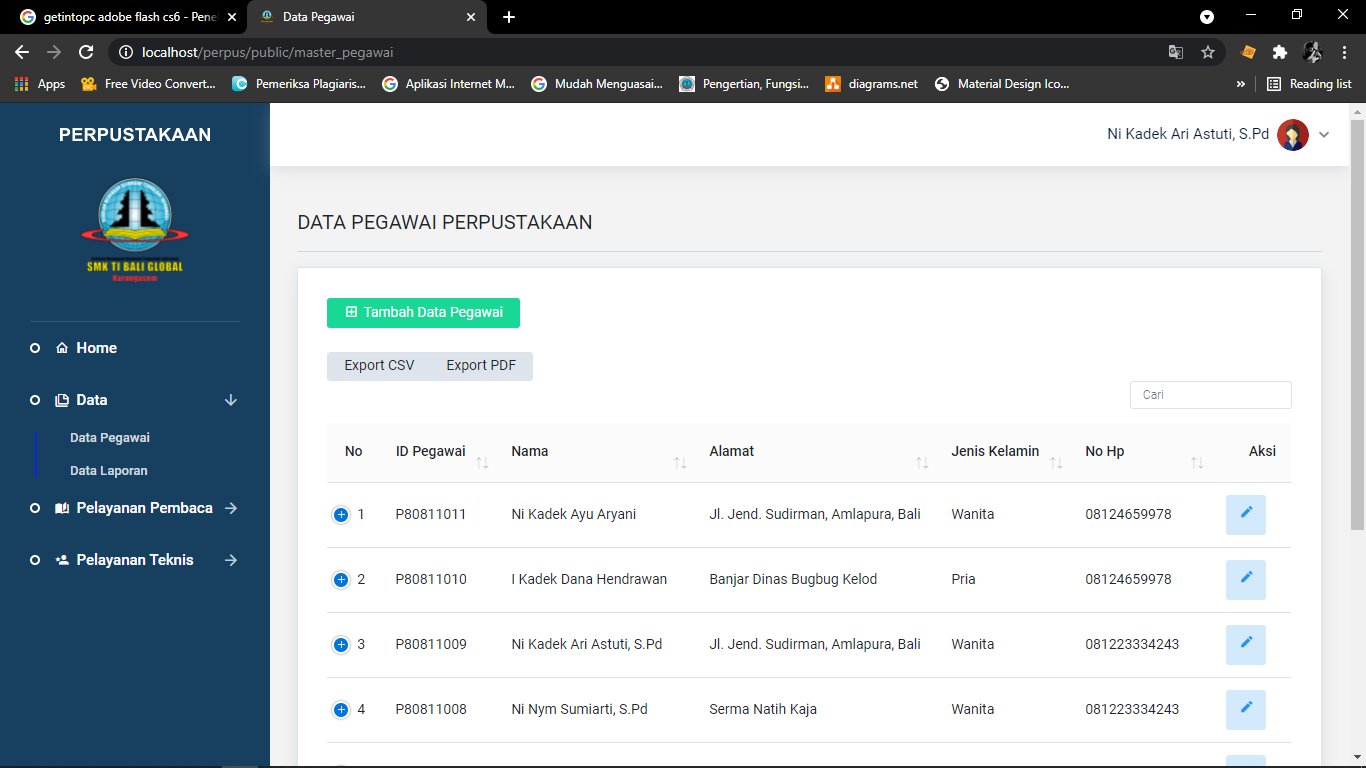 getintopc adobe flash cs6 - Pene
Data Pegawai
localhost/perpus/public/master_pegawai
Apps
Free Video Convert...
Pemeriksa Plagiaris...
Aplikasi Internet M...
Mudah Menguasai...
Pengertian, Fungsi...
diagrams.net
Material Design Ico...
»
Reading list
PERPUSTAKAAN
SMK TI BALI GLOBAL
Karangasem
Home
Data
Data Pegawai
Data Laporan
Pelayanan Pembaca
Pelayanan Teknis
Ni Kadek Ari Astuti, S.Pd
DATA PEGAWAI PERPUSTAKAAN
Tambah Data Pegawai
Export CSV Export PDF
Cari
No ID Pegawai Nama Alamat Jenis Kelamin No Hp Aksi
1 P80811011 Ni Kadek Ayu Aryani Jl. Jend. Sudirman, Amlapura, Bali Wanita 08124659978
2 P80811010 I Kadek Dana Hendrawan Banjar Dinas Bugbug Kelod Pria 08124659978
3 P80811009 Ni Kadek Ari Astuti, S.Pd Jl. Jend. Sudirman, Amlapura, Bali Wanita 081223334243
4 P80811008 Ni Nym Sumiarti, S.Pd Serma Natih Kaja Wanita 081223334243